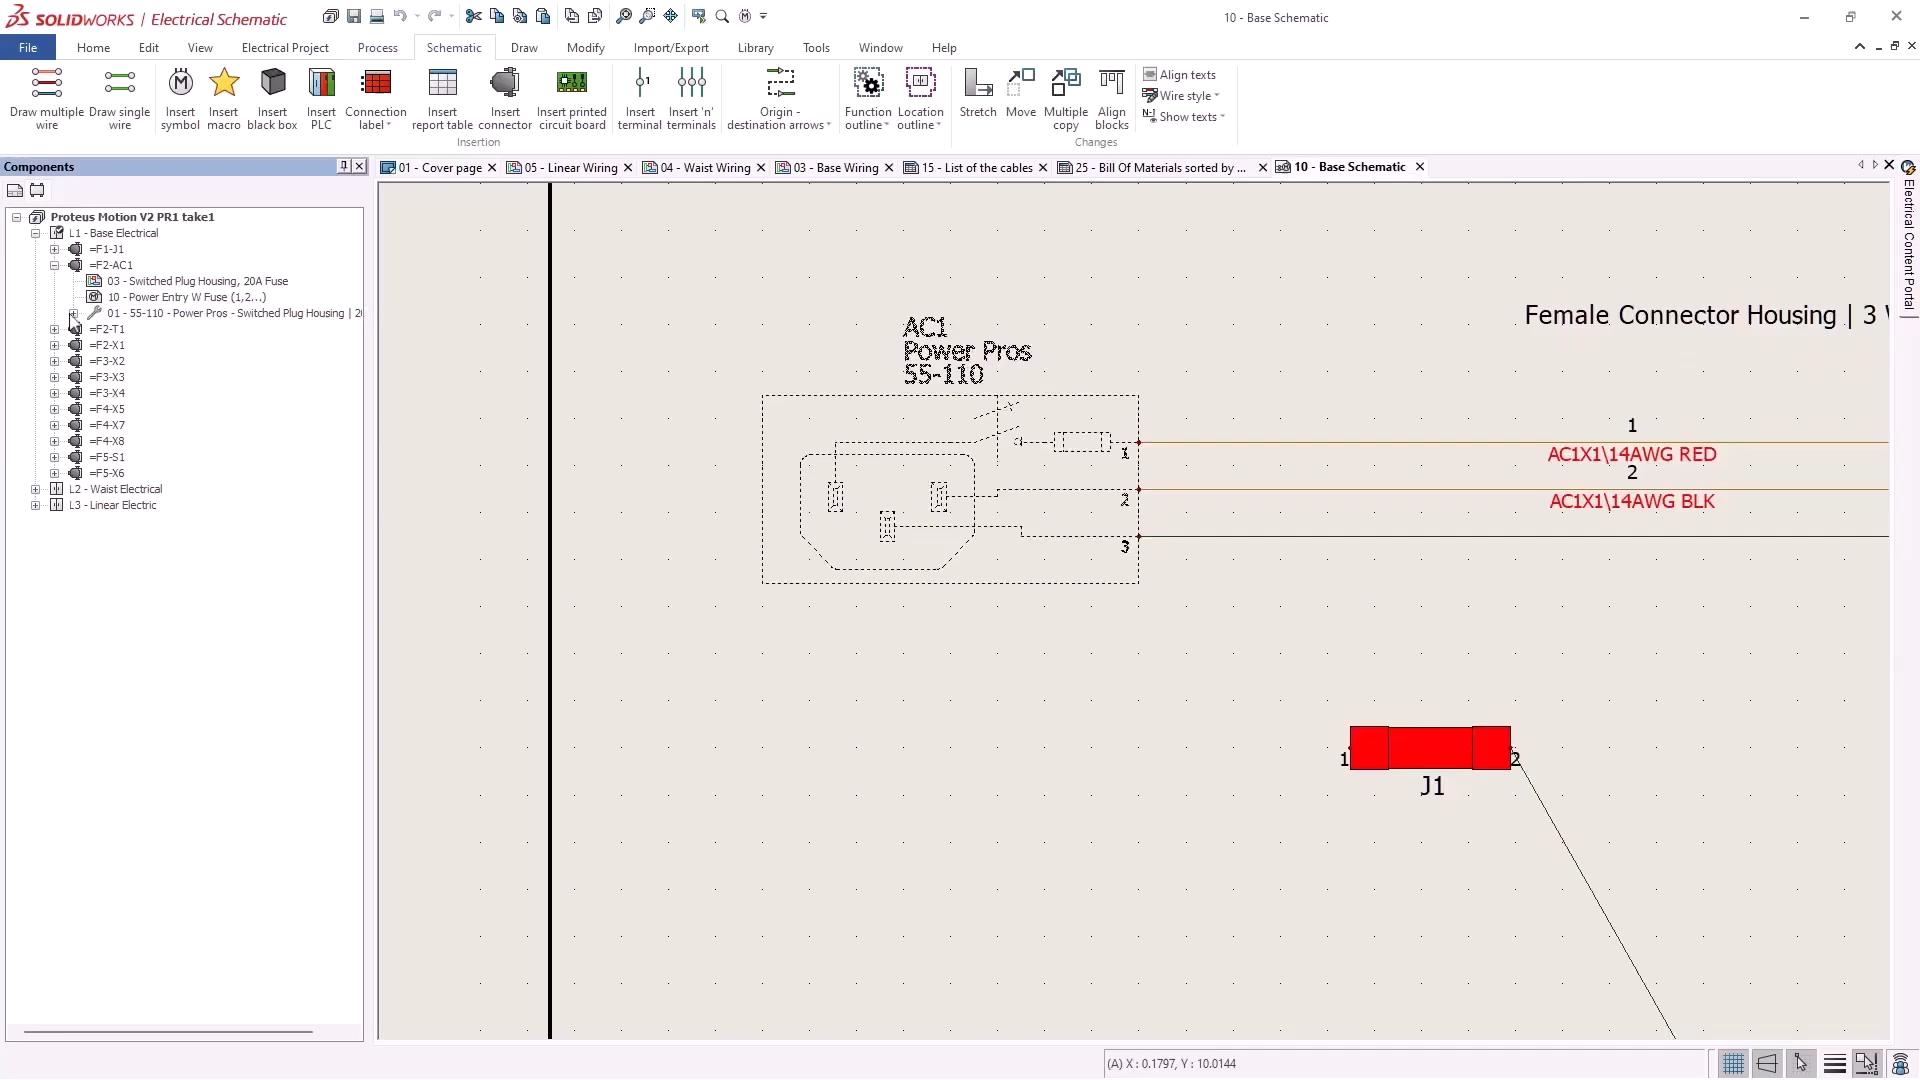 SOLIDWORKS / Electrical Schematic
10 - Base Schematic
File Home Edit View Electrical Project Process Schematic Draw Modify Import/Export Library Tools Window Help
Draw multiple wire
Draw single wire
Insert symbol
Insert macro
Insert black box
Insert PLC
Connection label
Insert report table
Insert connector
Insert printed circuit board
Insert terminal
Insert 'n' terminals
Origin - destination arrows
Function outline
Location outline
Stretch
Move
Multiple copy
Align blocks
Align texts
Wire style
Show texts
Insertion
Changes
Components
01 - Cover page
05 - Linear Wiring
04 - Waist Wiring
03 - Base Wiring
15 - List of the cables
25 - Bill Of Materials sorted by ...
10 - Base Schematic
Electrical Content Portal
Proteus Motion V2 PR1 take1
L1 - Base Electrical
=F1-J1
=F2-AC1
03 - Switched Plug Housing, 20A Fuse
10 - Power Entry W Fuse (1,2...)
01 - 55-110 - Power Pros - Switched Plug Housing |
=F2-T1
=F2-X1
=F3-X2
=F3-X3
=F3-X4
=F4-X5
=F4-X7
=F4-X8
=F5-S1
=F5-X6
L2 - Waist Electrical
L3 - Linear Electric
Female Connector Housing | 3
AC1
Power Pros
55-110
1
1
AC1X1\14AWG RED
2
2
AC1X1\14AWG BLK
3
1
2
J1
(A) X : 0.1797, Y : 10.0144